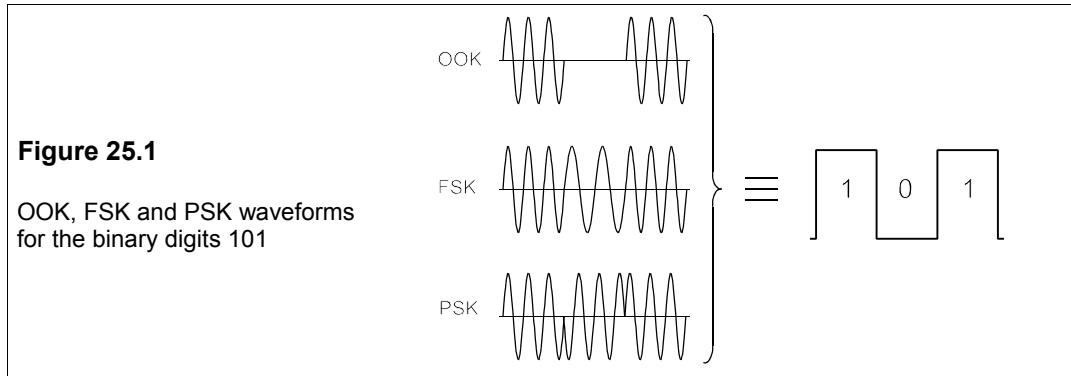 Figure 25.1
OOK, FSK and PSK waveforms
for the binary digits 101
OOK
FSK
PSK
1 0 1